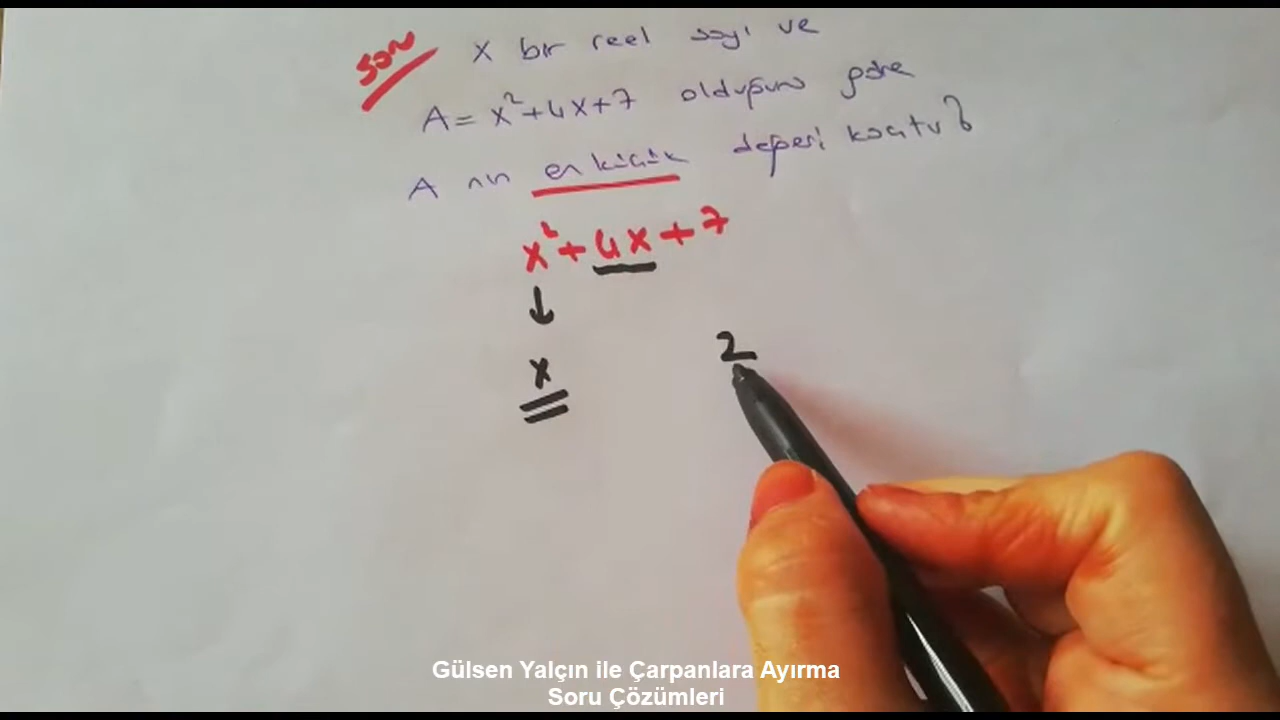 Soru x bir reel sayı ve
A = x²+4x+7 olduğuna göre
A nın en küçük değeri kaçtır?
x²+4x+7
↓
x
2
Gülsen Yalçın ile Çarpanlara Ayırma
Soru Çözümleri